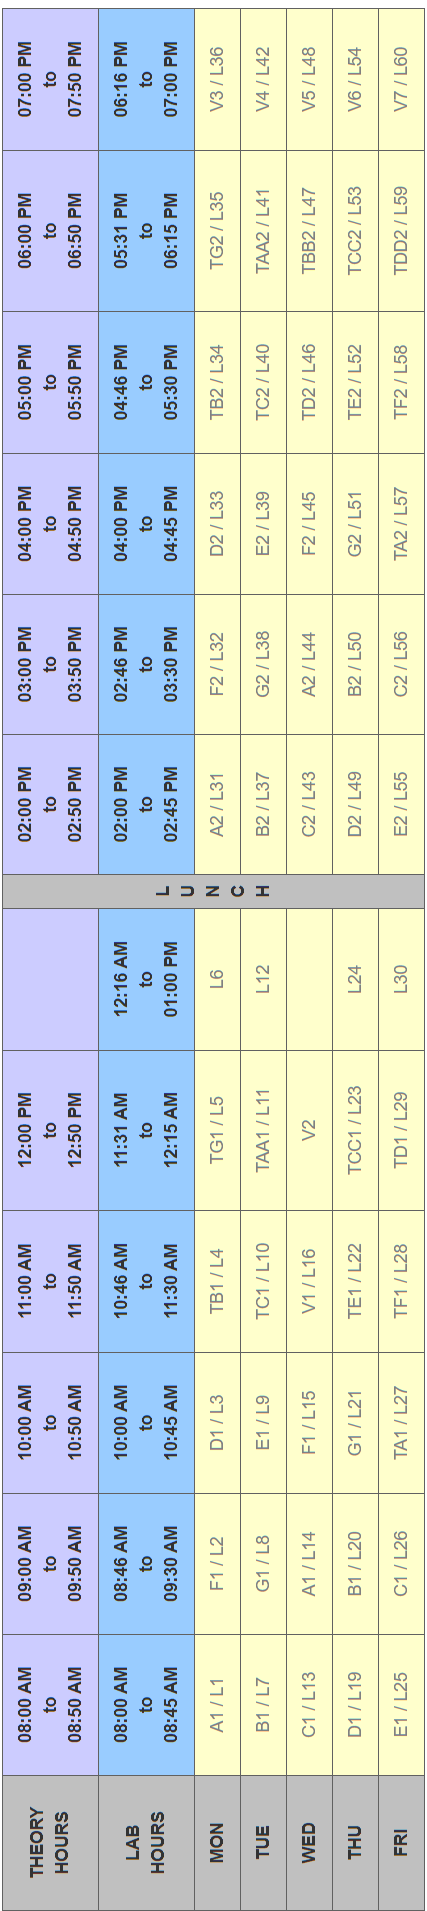 THEORY
HOURS
08:00 AM
to
08:50 AM
09:00 AM
to
09:50 AM
10:00 AM
to
10:50 AM
11:00 AM
to
11:50 AM
12:00 PM
to
12:50 PM
LUNCH
02:00 PM
to
02:50 PM
03:00 PM
to
03:50 PM
04:00 PM
to
04:50 PM
05:00 PM
to
05:50 PM
06:00 PM
to
06:50 PM
07:00 PM
to
07:50 PM
LAB
HOURS
08:00 AM
to
08:45 AM
08:46 AM
to
09:30 AM
10:00 AM
to
10:45 AM
10:46 AM
to
11:30 AM
11:31 AM
to
12:15 AM
12:16 AM
to
01:00 PM
02:00 PM
to
02:45 PM
02:46 PM
to
03:30 PM
04:00 PM
to
04:45 PM
04:46 PM
to
05:30 PM
05:31 PM
to
06:15 PM
06:16 PM
to
07:00 PM
MON A1 / L1 F1 / L2 D1 / L3 TB1 / L4 TG1 / L5 L6 A2 / L31 F2 / L32 D2 / L33 TB2 / L34 TG2 / L35 V3 / L36
TUE B1 / L7 G1 / L8 E1 / L9 TC1 / L10 TAA1 / L11 L12 B2 / L37 G2 / L38 E2 / L39 TC2 / L40 TAA2 / L41 V4 / L42
WED C1 / L13 A1 / L14 F1 / L15 V1 / L16 V2 C2 / L43 A2 / L44 F2 / L45 TD2 / L46 TBB2 / L47 V5 / L48
THU D1 / L19 B1 / L20 G1 / L21 TE1 / L22 TCC1 / L23 L24 D2 / L49 B2 / L50 G2 / L51 TE2 / L52 TCC2 / L53 V6 / L54
FRI E1 / L25 C1 / L26 TA1 / L27 TF1 / L28 TD1 / L29 L30 E2 / L55 C2 / L56 TA2 / L57 TF2 / L58 TDD2 / L59 V7 / L60